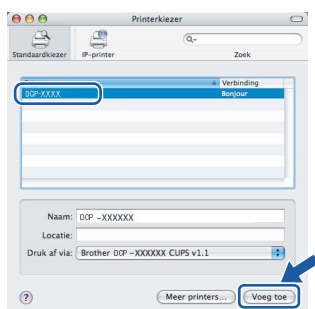 Printerkiezer
Q-
Standaardkiezer IP-printer Zoek
Verbinding
DCP-XXXX Bonjour
Naam: DCP -XXXXXX
Locatie:
Druk af via: Brother DCP -XXXXXX CUPS v1.1
? Meer printers... Voeg toe